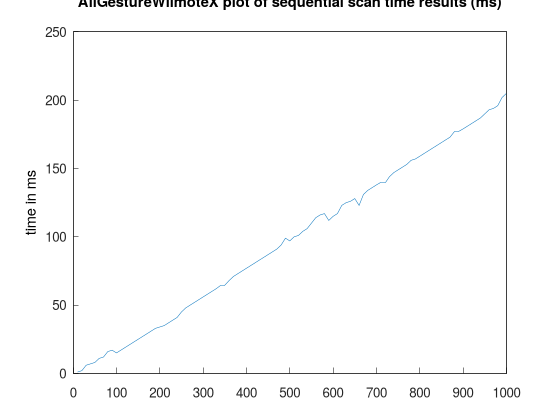 AllGestureWiimoteX plot of sequential scan time results (ms)
250
200
150
100
50
0
time in ms
0 100 200 300 400 500 600 700 800 900 1000